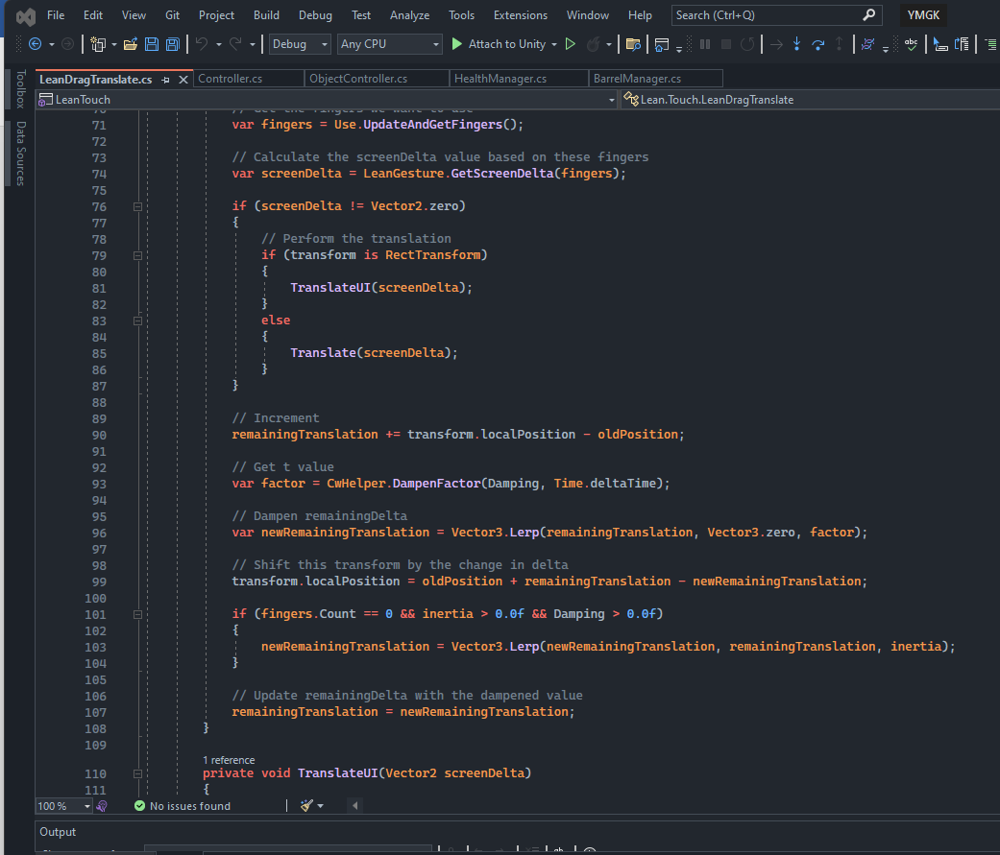 File Edit View Git Project Build Debug Test Analyze Tools Extensions Window Help Search (Ctrl+Q) YMGK
Debug Any CPU Attach to Unity
Toolbox
Data Sources
LeanDragTranslate.cs Controller.cs ObjectController.cs HealthManager.cs BarrelManager.cs
LeanTouch Lean.Touch.LeanDragTranslate
70 // Get the fingers we want to use
71 var fingers = Use.UpdateAndGetFingers();
72
73 // Calculate the screenDelta value based on these fingers
74 var screenDelta = LeanGesture.GetScreenDelta(fingers);
75
76 if (screenDelta != Vector2.zero)
77 {
78 // Perform the translation
79 if (transform is RectTransform)
80 {
81 TranslateUI(screenDelta);
82 }
83 else
84 {
85 Translate(screenDelta);
86 }
87 }
88
89 // Increment
90 remainingTranslation += transform.localPosition - oldPosition;
91
92 // Get t value
93 var factor = CwHelper.DampenFactor(Damping, Time.deltaTime);
94
95 // Dampen remainingDelta
96 var newRemainingTranslation = Vector3.Lerp(remainingTranslation, Vector3.zero, factor);
97
98 // Shift this transform by the change in delta
99 transform.localPosition = oldPosition + remainingTranslation - newRemainingTranslation;
100
101 if (fingers.Count == 0 && inertia > 0.0f && Damping > 0.0f)
102 {
103 newRemainingTranslation = Vector3.Lerp(newRemainingTranslation, remainingTranslation, inertia);
104 }
105
106 // Update remainingDelta with the dampened value
107 remainingTranslation = newRemainingTranslation;
108 }
109
1 reference
110 private void TranslateUI(Vector2 screenDelta)
111 {
100 % No issues found
Output